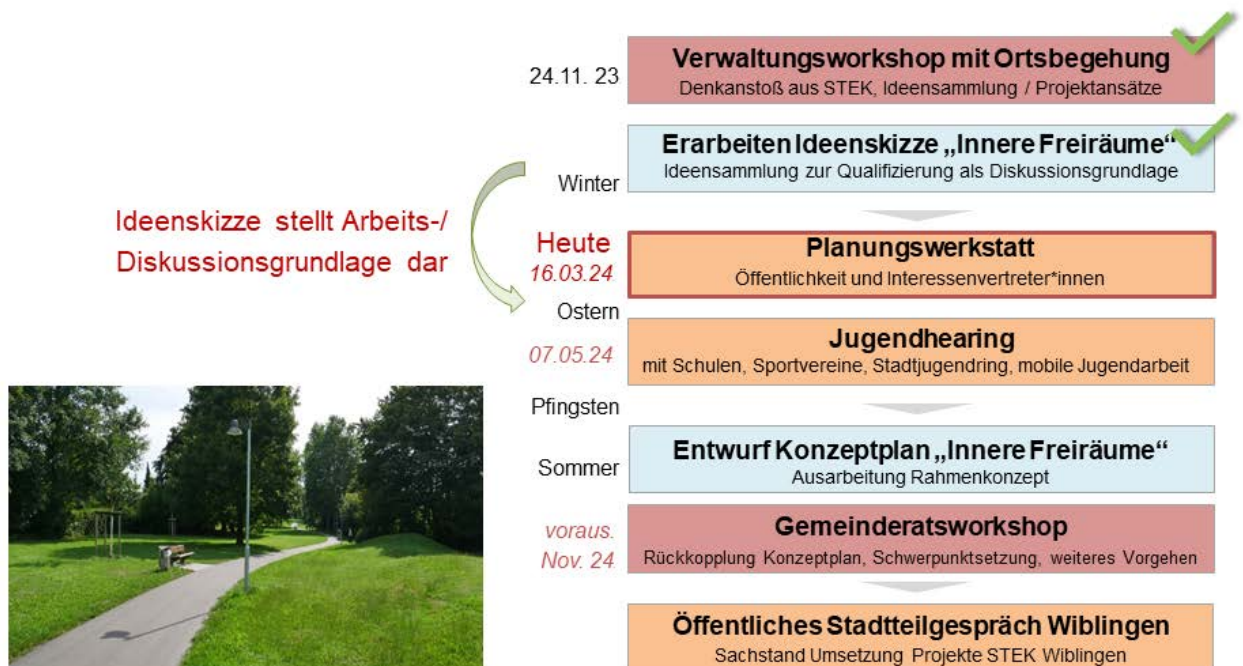 24.11. 23
Verwaltungsworkshop mit Ortsbegehung
Denkanstoß aus STEK, Ideensammlung / Projektansätze
Erarbeiten Ideenskizze „Innere Freiräume“
Ideensammlung zur Qualifizierung als Diskussionsgrundlage
Winter
Ideenskizze stellt Arbeits-/
Diskussionsgrundlage dar
Heute
16.03.24
Planungswerkstatt
Öffentlichkeit und Interessenvertreter*innen
Ostern
07.05.24
Jugendhearing
mit Schulen, Sportvereine, Stadtjugendring, mobile Jugendarbeit
Pfingsten
Sommer
Entwurf Konzeptplan „Innere Freiräume“
Ausarbeitung Rahmenkonzept
voraus.
Nov. 24
Gemeinderatsworkshop
Rückkopplung Konzeptplan, Schwerpunktsetzung, weiteres Vorgehen
Öffentliches Stadtteilgespräch Wiblingen
Sachstand Umsetzung Projekte STEK Wiblingen